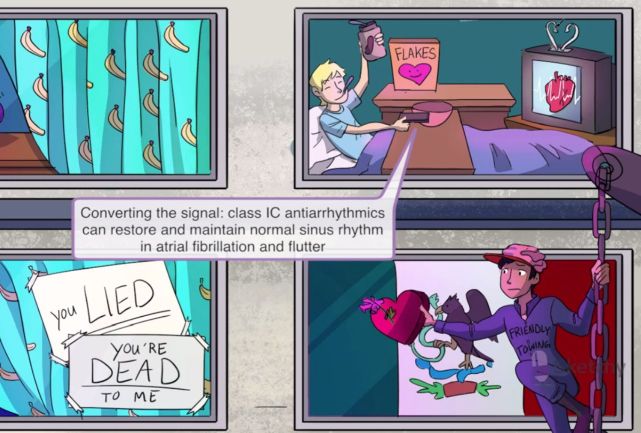 FLAKES
Converting the signal: class IC antiarrhythmics
can restore and maintain normal sinus rhythm
in atrial fibrillation and flutter
YOU LIED
YOU'RE
DEAD
TO ME
FRIENDLY
TOWING